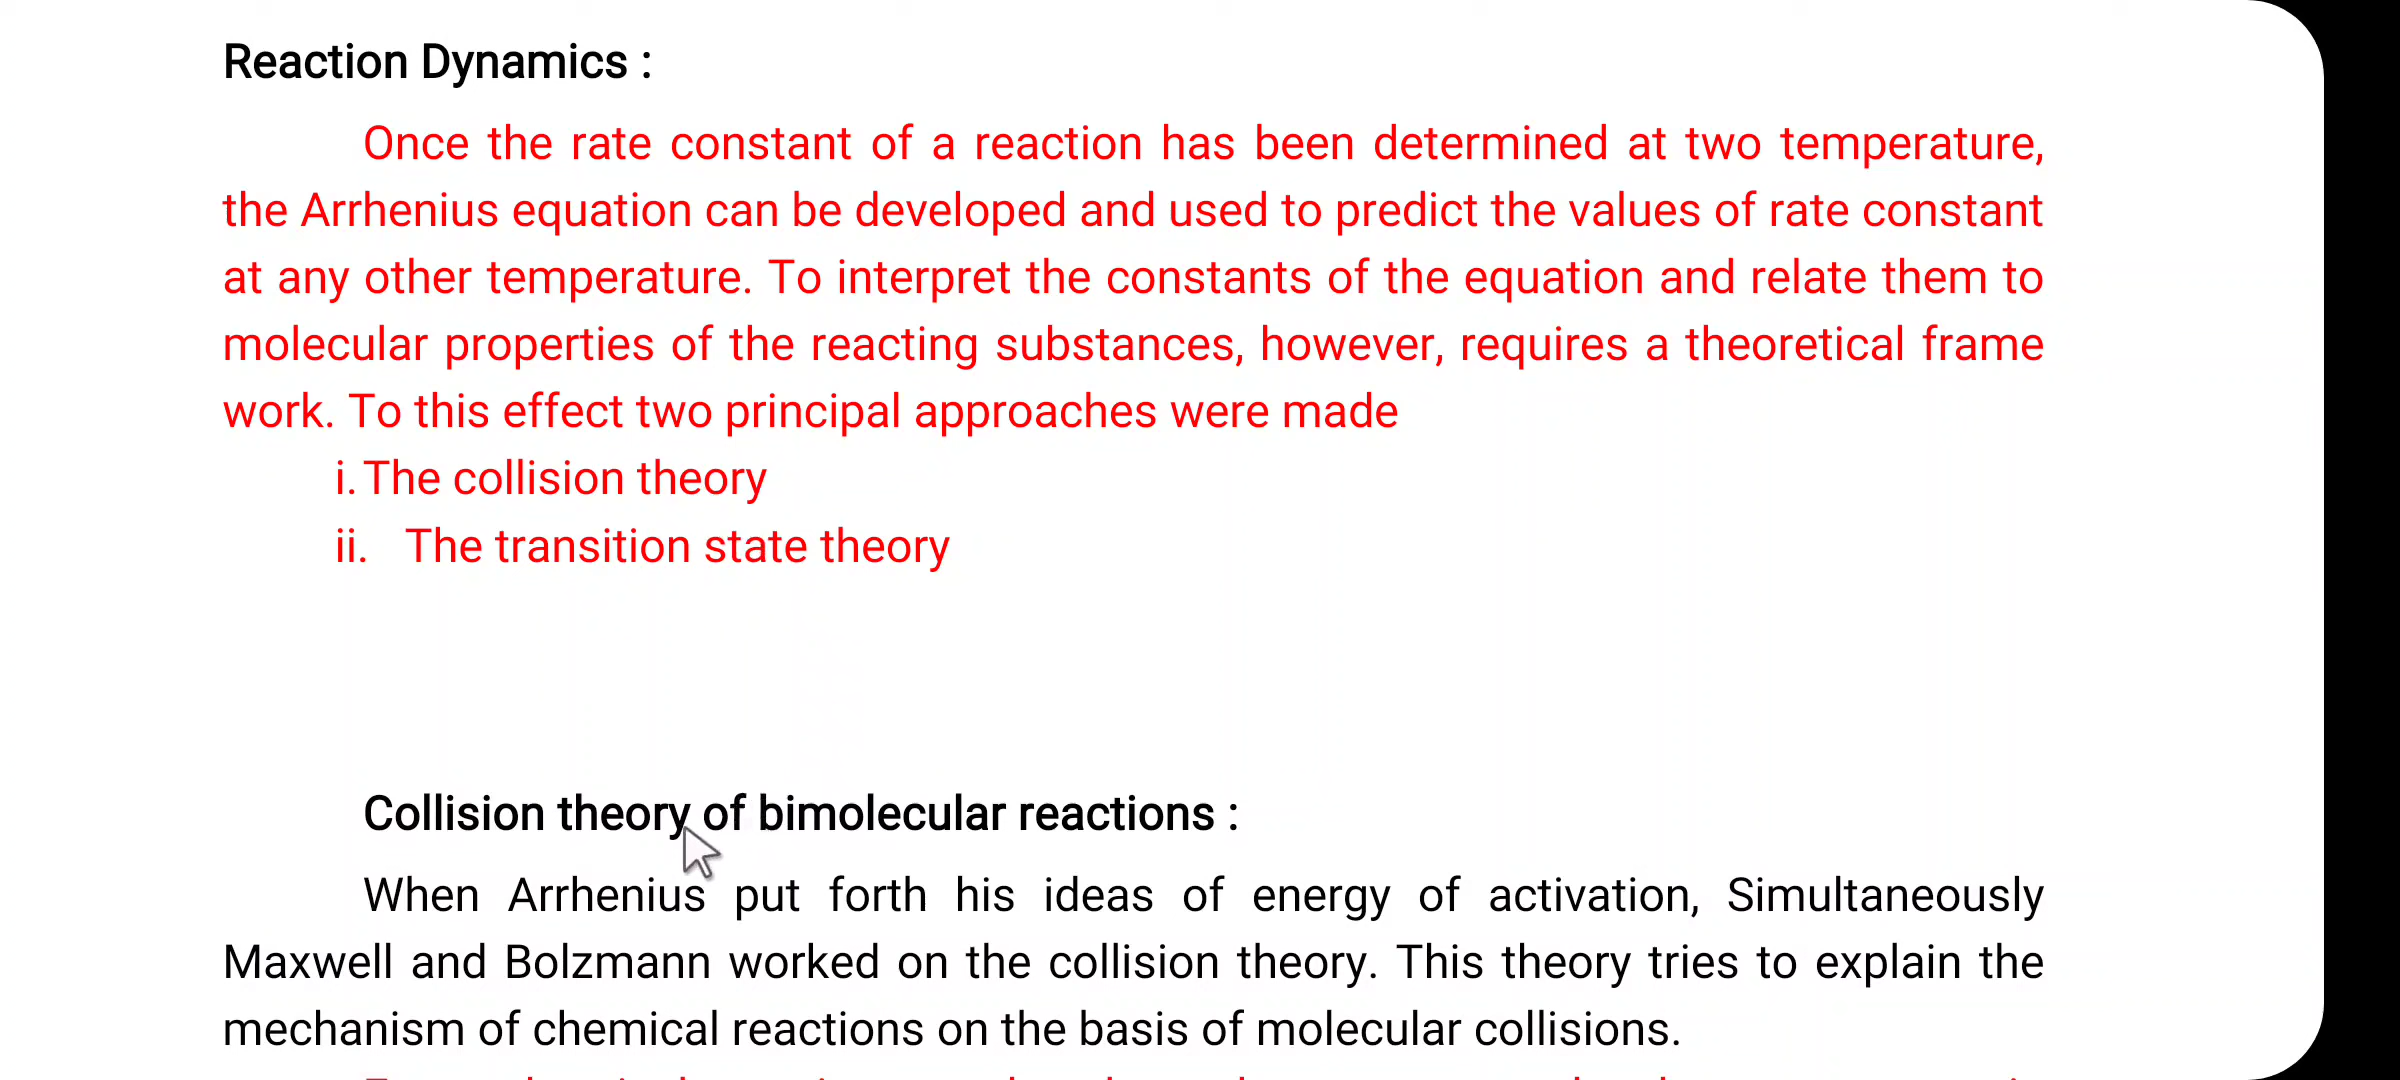 Reaction Dynamics :
Once the rate constant of a reaction has been determined at two temperature,
the Arrhenius equation can be developed and used to predict the values of rate constant
at any other temperature. To interpret the constants of the equation and relate them to
molecular properties of the reacting substances, however, requires a theoretical frame
work. To this effect two principal approaches were made
i. The collision theory
ii. The transition state theory
Collision theory of bimolecular reactions :
When Arrhenius put forth his ideas of energy of activation, Simultaneously
Maxwell and Bolzmann worked on the collision theory. This theory tries to explain the
mechanism of chemical reactions on the basis of molecular collisions.